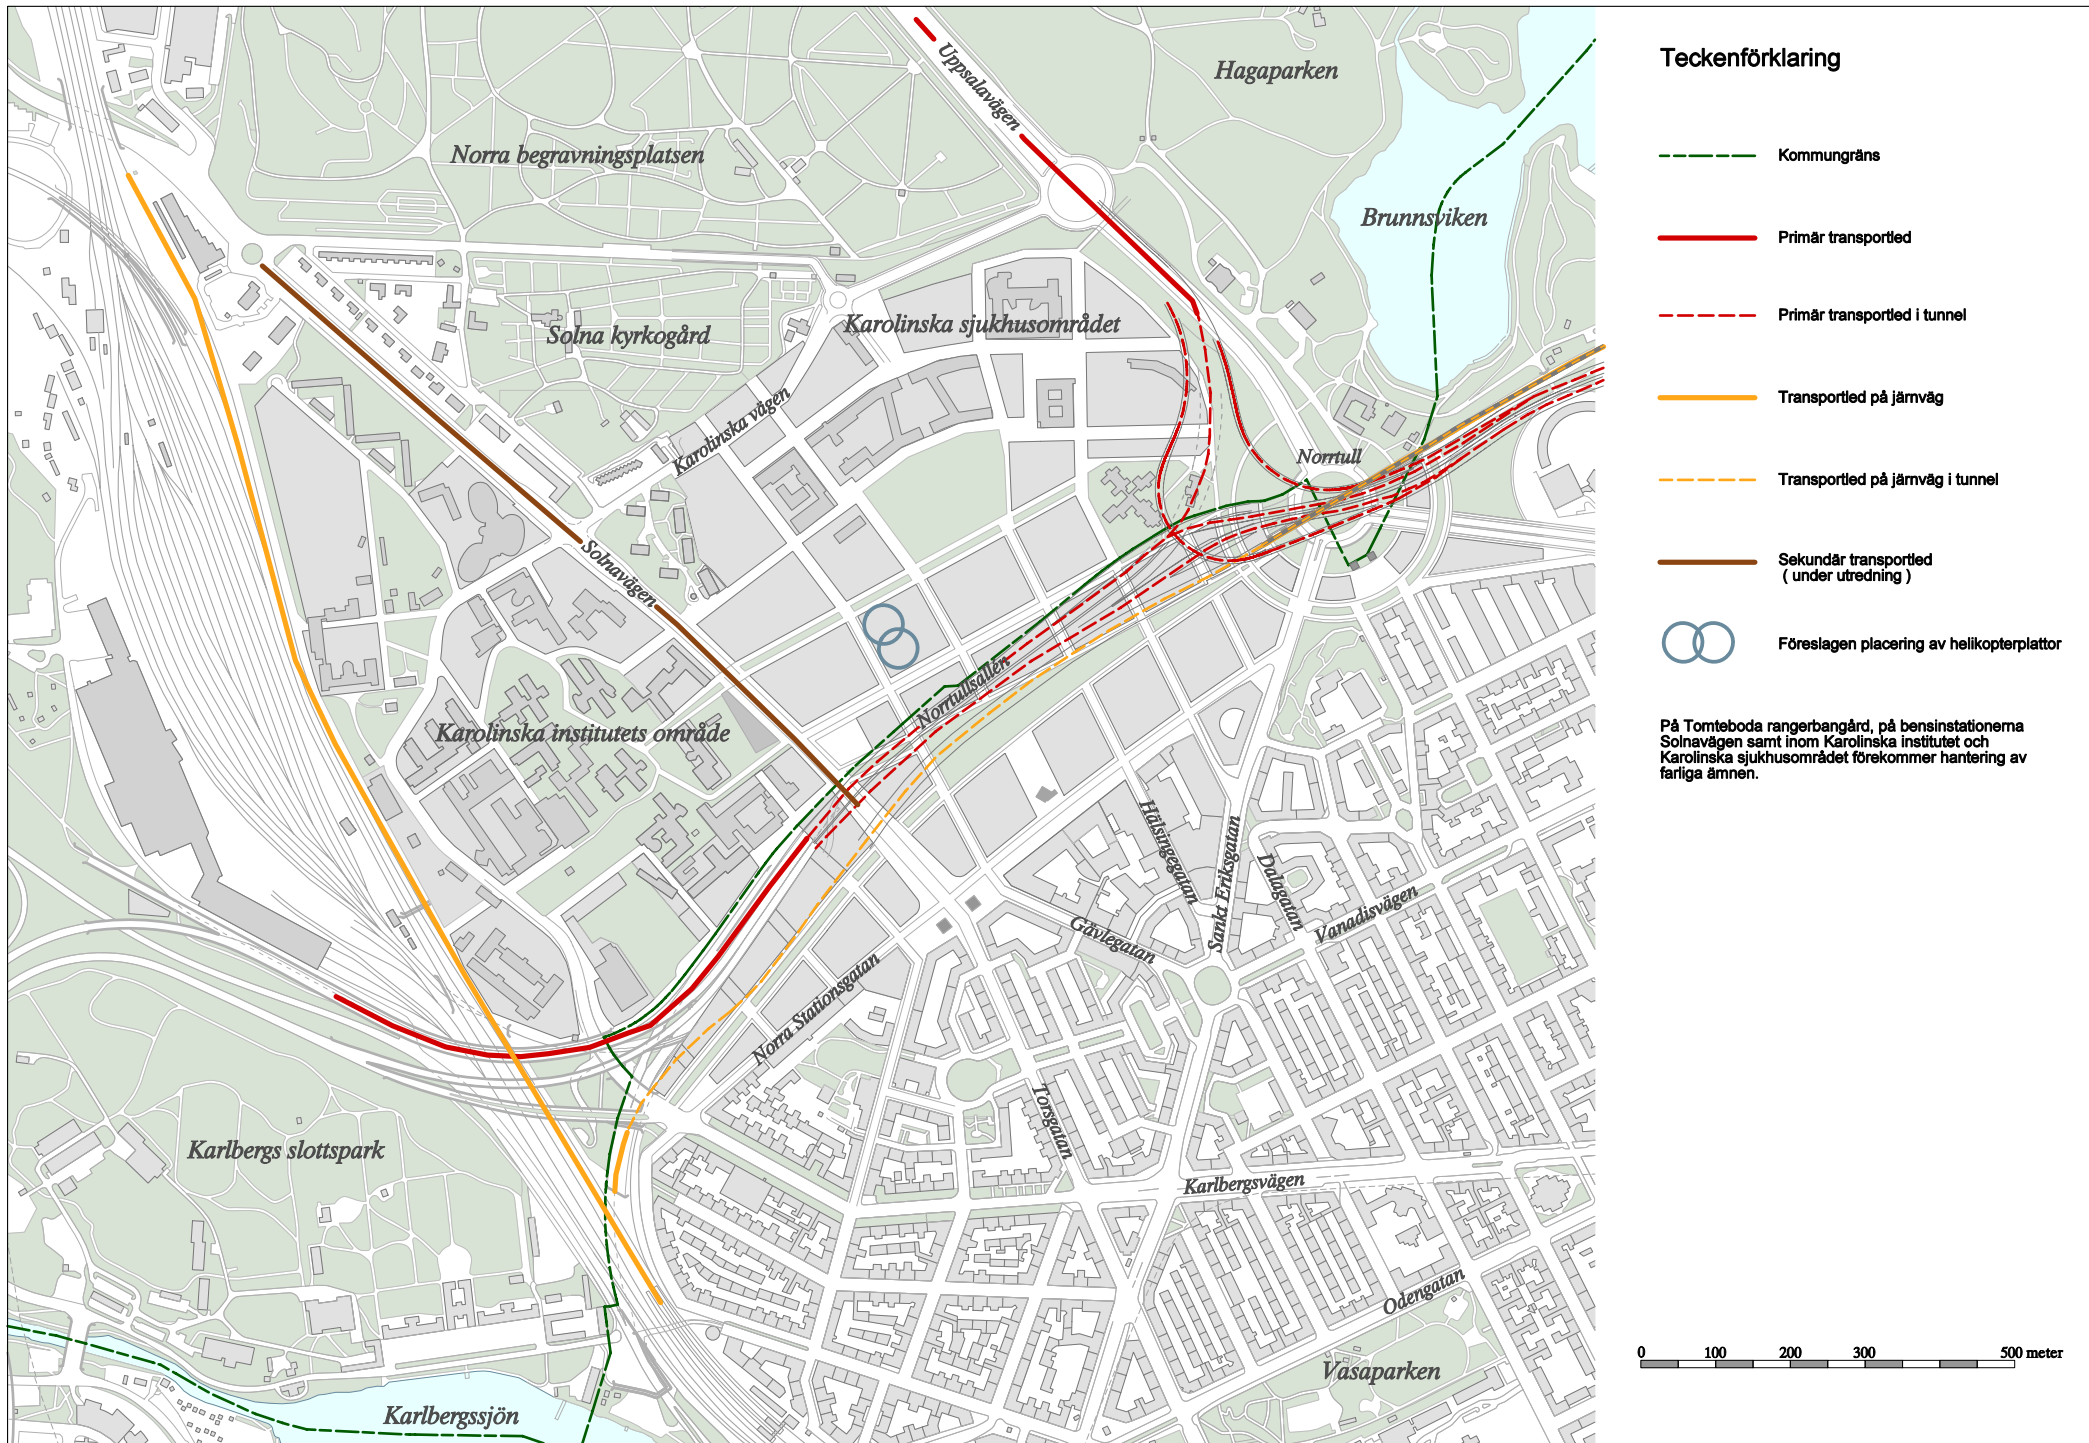 Uppsalavägen
Hagaparken
Norra begravningsplatsen
Brunnsviken
Solna kyrkogård
Karolinska sjukhusområdet
Karolinska vägen
Norrtull
Solnavägen
Norrtullsallén
Karolinska institutets område
Hälsingegatan
Sankt Eriksgatan
Dalagatan
Vanadisvägen
Gävlegatan
Norra Stationsgatan
Torsgatan
Karlbergs slottspark
Karlbergsvägen
Odengatan
Vasaparken
Karlbergssjön
Teckenförklaring
Kommungräns
Primär transportled
Primär transportled i tunnel
Transportled på järnväg
Transportled på järnväg i tunnel
Sekundär transportled
( under utredning )
Föreslagen placering av helikopterplattor
På Tomteboda rangerbangård, på bensinstationerna
Solnavägen samt inom Karolinska institutet och
Karolinska sjukhusområdet förekommer hantering av
farliga ämnen.
0 100 200 300 500 meter